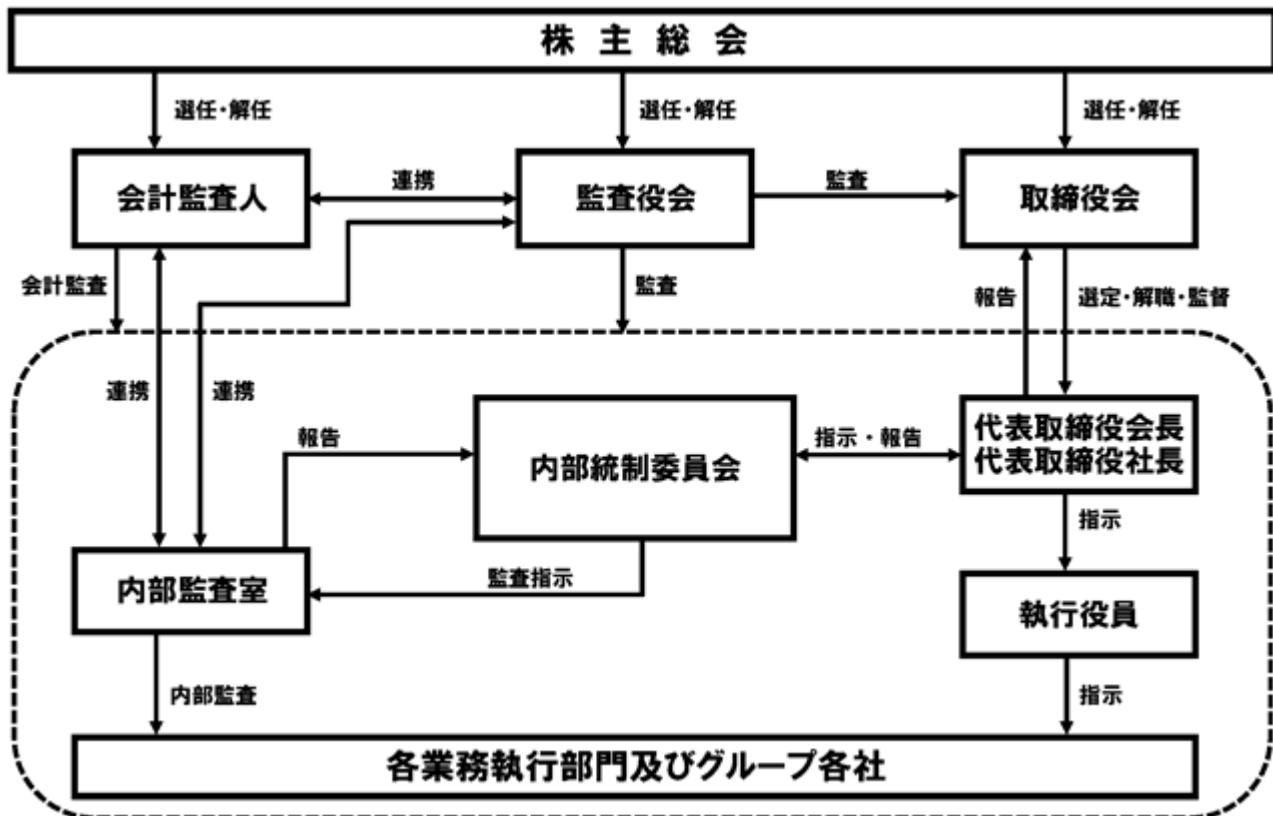 株主総会
選任・解任
選任・解任
選任・解任
会計監査人
連携
監査役会
監査
取締役会
会計監査
監査
報告
選定・解職・監督
連携
連携
報告
内部統制委員会
指示・報告
代表取締役会長
代表取締役社長
指示
内部監査室
監査指示
執行役員
内部監査
指示
各業務執行部門及びグループ各社